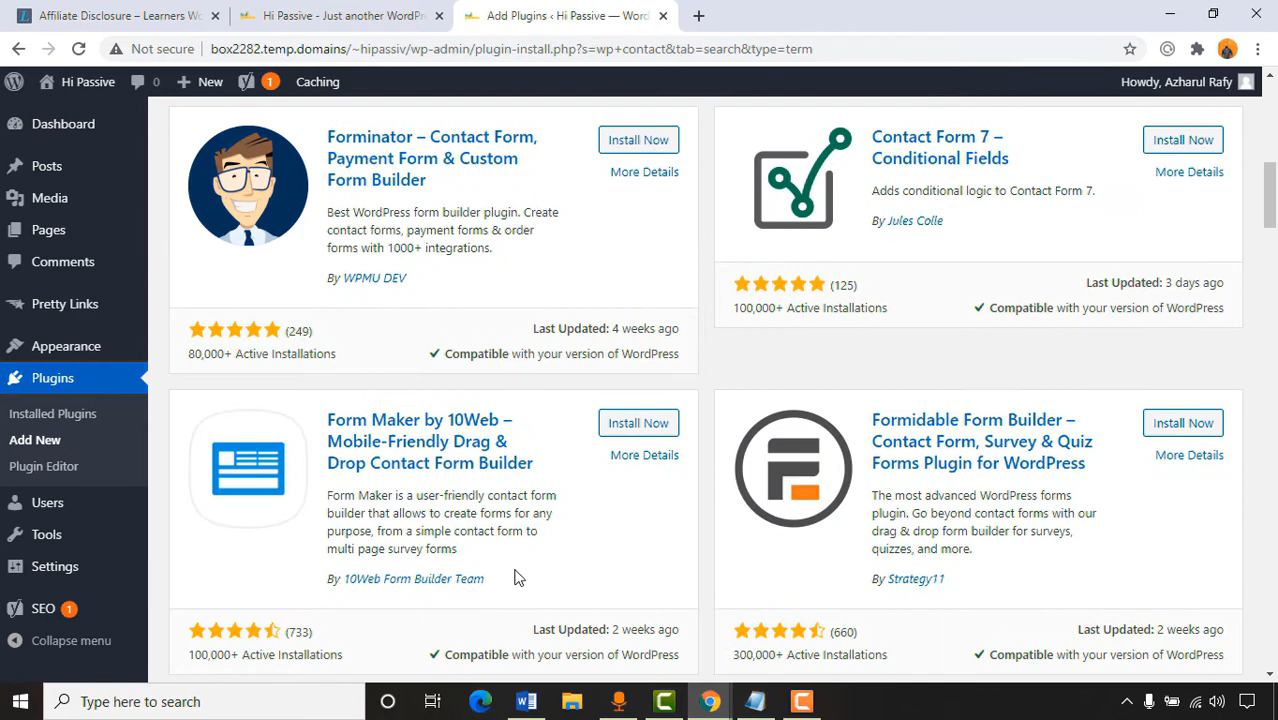 Affiliate Disclosure – Learners W
Hi Passive - Just another WordPr
Add Plugins ‹ Hi Passive — Word
Not secure
box2282.temp.domains/~hipassiv/wp-admin/plugin-install.php?s=wp+contact&tab=search&type=term
Hi Passive
0
New
1
Caching
Howdy, Azharul Rafy
Dashboard
Posts
Media
Pages
Comments
Pretty Links
Appearance
Plugins
Installed Plugins
Add New
Plugin Editor
Users
Tools
Settings
SEO 1
Collapse menu
Forminator – Contact Form,
Payment Form & Custom
Form Builder
Install Now
More Details
Best WordPress form builder plugin. Create
contact forms, payment forms & order
forms with 1000+ integrations.
By WPMU DEV
(249)
Last Updated: 4 weeks ago
80,000+ Active Installations
Compatible with your version of WordPress
Contact Form 7 –
Conditional Fields
Install Now
More Details
Adds conditional logic to Contact Form 7.
By Jules Colle
(125)
Last Updated: 3 days ago
100,000+ Active Installations
Compatible with your version of WordPress
Form Maker by 10Web –
Mobile-Friendly Drag &
Drop Contact Form Builder
Install Now
More Details
Form Maker is a user-friendly contact form
builder that allows to create forms for any
purpose, from a simple contact form to
multi page survey forms
By 10Web Form Builder Team
(733)
Last Updated: 2 weeks ago
100,000+ Active Installations
Compatible with your version of WordPress
Formidable Form Builder –
Contact Form, Survey & Quiz
Forms Plugin for WordPress
Install Now
More Details
The most advanced WordPress forms
plugin. Go beyond contact forms with our
drag & drop form builder for surveys,
quizzes, and more.
By Strategy11
(660)
Last Updated: 2 weeks ago
300,000+ Active Installations
Compatible with your version of WordPress
Type here to search